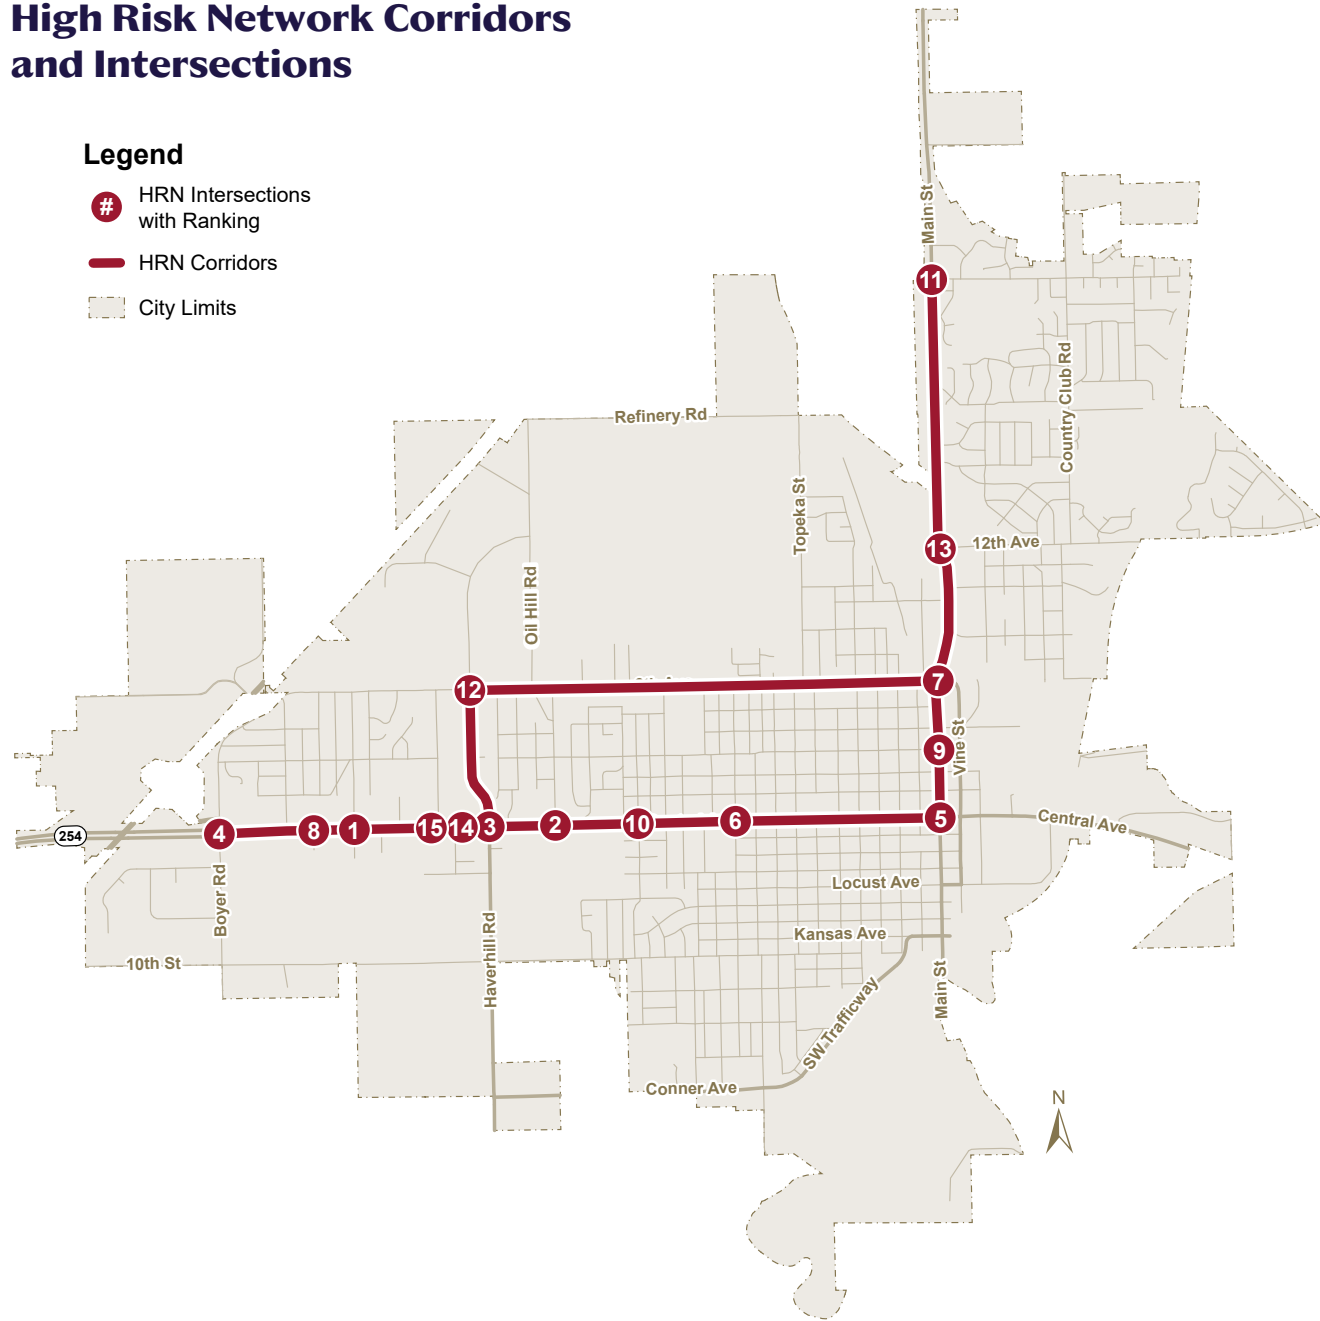 High Risk Network Corridors
and Intersections
Legend
#
HRN Intersections
with Ranking
HRN Corridors
City Limits
Main St
11
Country Club Rd
Refinery Rd
Topeka St
13
12th Ave
Oil Hill Rd
12
7
9
Vine St
254
4
8
1
15
14
3
2
10
6
5
Central Ave
Boyer Rd
Locust Ave
Haverhill Rd
Kansas Ave
10th St
Main St
SW Trafficway
Conner Ave
N